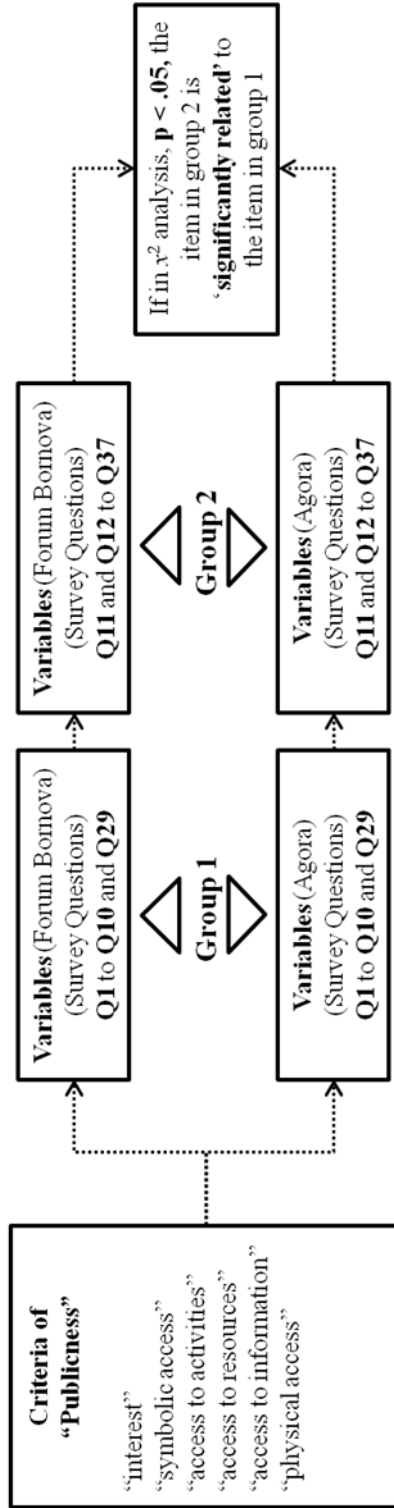 Criteria of
“Publicness”
“interest”
“symbolic access”
“access to activities”
“access to resources”
“access to information”
“physical access”
Variables (Forum Bornova)
(Survey Questions)
Q1 to Q10 and Q29
Group 1
Variables (Agora)
(Survey Questions)
Q1 to Q10 and Q29
Variables (Forum Bornova)
(Survey Questions)
Q11 and Q12 to Q37
Group 2
Variables (Agora)
(Survey Questions)
Q11 and Q12 to Q37
If in x² analysis, p < .05, the
item in group 2 is
‘significantly related’ to
the item in group 1